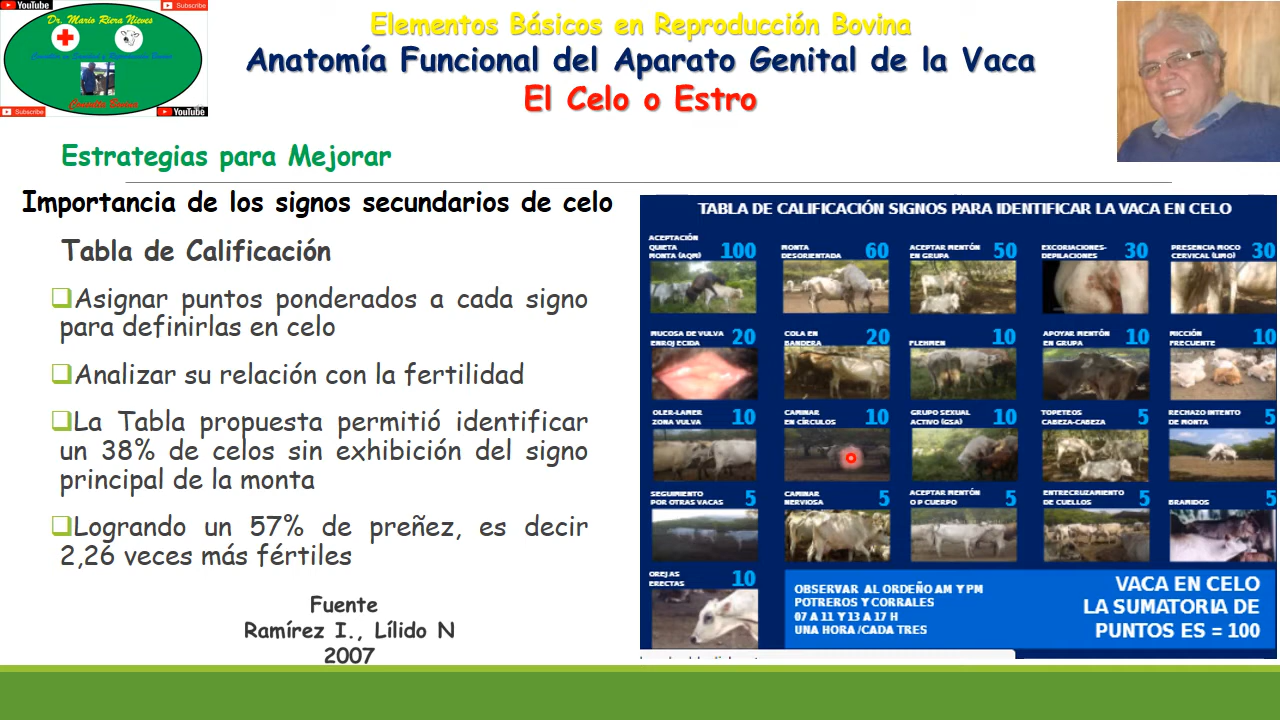 YouTube
Subscribe
Dr. Mario Riera Nieves
Consulta Bovina
Subscribe
YouTube
Elementos Básicos en Reproducción Bovina
Anatomía Funcional del Aparato Genital de la Vaca
El Celo o Estro
Estrategias para Mejorar
Importancia de los signos secundarios de celo
Tabla de Calificación
Asignar puntos ponderados a cada signo
para definirlas en celo
Analizar su relación con la fertilidad
La Tabla propuesta permitió identificar
un 38% de celos sin exhibición del signo
principal de la monta
Logrando un 57% de preñez, es decir
2,26 veces más fértiles
Fuente
Ramírez I., Lílido N
2007
TABLA DE CALIFICACIÓN SIGNOS PARA IDENTIFICAR LA VACA EN CELO
ACEPTACIÓN
QUIETA
MONTA (AQM) 100
MONTA
DESORIENTADA 60
ACEPTAR MENTÓN
EN GRUPA 50
EXCORIACIONES-
DEPILACIONES 30
PRESENCIA MOCO
CERVICAL (LIMO) 30
MUCOSA DE VULVA
ENROJECIDA 20
COLA EN
BANDERA 20
FLEHMEN 10
APOYAR MENTÓN
EN GRUPA 10
MICCIÓN
FRECUENTE 10
OLER-LAMER
ZONA VULVA 10
CAMINAR
EN CÍRCULOS 10
GRUPO SEXUAL
ACTIVO (GSA) 10
TOPETEOS
CABEZA-CABEZA 5
RECHAZO INTENTO
DE MONTA 5
SEGUIMIENTO
POR OTRAS VACAS 5
CAMINAR
NERVIOSA 5
ACEPTAR MENTÓN
O P CUERPO 5
ENTRECRUZAMIENTO
DE CUELLOS 5
BRAMIDOS 5
OREJAS
ERECTAS 10
OBSERVAR AL ORDEÑO AM Y PM
POTREROS Y CORRALES
07 A 11 Y 13 A 17 H
UNA HORA /CADA TRES
VACA EN CELO
LA SUMATORIA DE
PUNTOS ES = 100